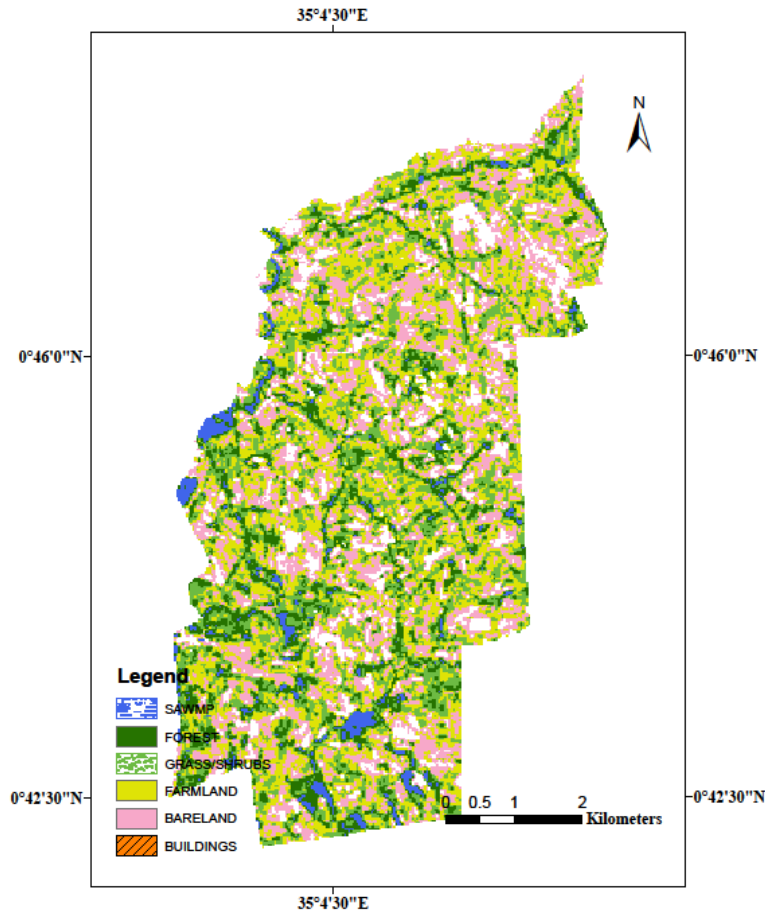 35°4'30"E
N
0°46'0"N
0°46'0"N
Legend
SAWMP
FOREST
GRASS/SHRUBS
FARMLAND
BARELAND
BUILDINGS
0°42'30"N
0°42'30"N
0 0.5 1 2
Kilometers
35°4'30"E